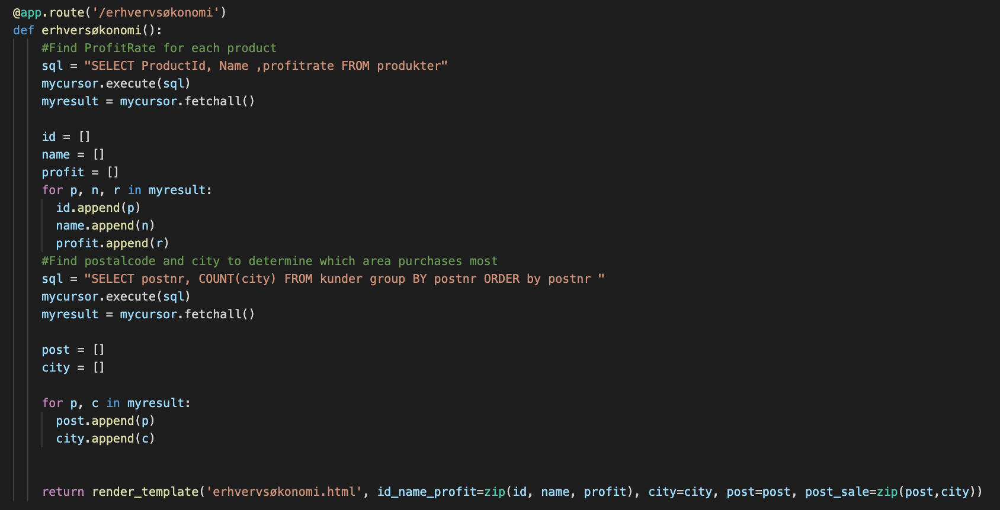 @app.route('/erhvervsøkonomi')
def erhversøkonomi():
    #Find ProfitRate for each product
    sql = "SELECT ProductId, Name ,profitrate FROM produkter"
    mycursor.execute(sql)
    myresult = mycursor.fetchall()

    id = []
    name = []
    profit = []
    for p, n, r in myresult:
      id.append(p)
      name.append(n)
      profit.append(r)
    #Find postalcode and city to determine which area purchases most
    sql = "SELECT postnr, COUNT(city) FROM kunder group BY postnr ORDER by postnr "
    mycursor.execute(sql)
    myresult = mycursor.fetchall()

    post = []
    city = []

    for p, c in myresult:
      post.append(p)
      city.append(c)


    return render_template('erhvervsøkonomi.html', id_name_profit=zip(id, name, profit), city=city, post=post, post_sale=zip(post,city))